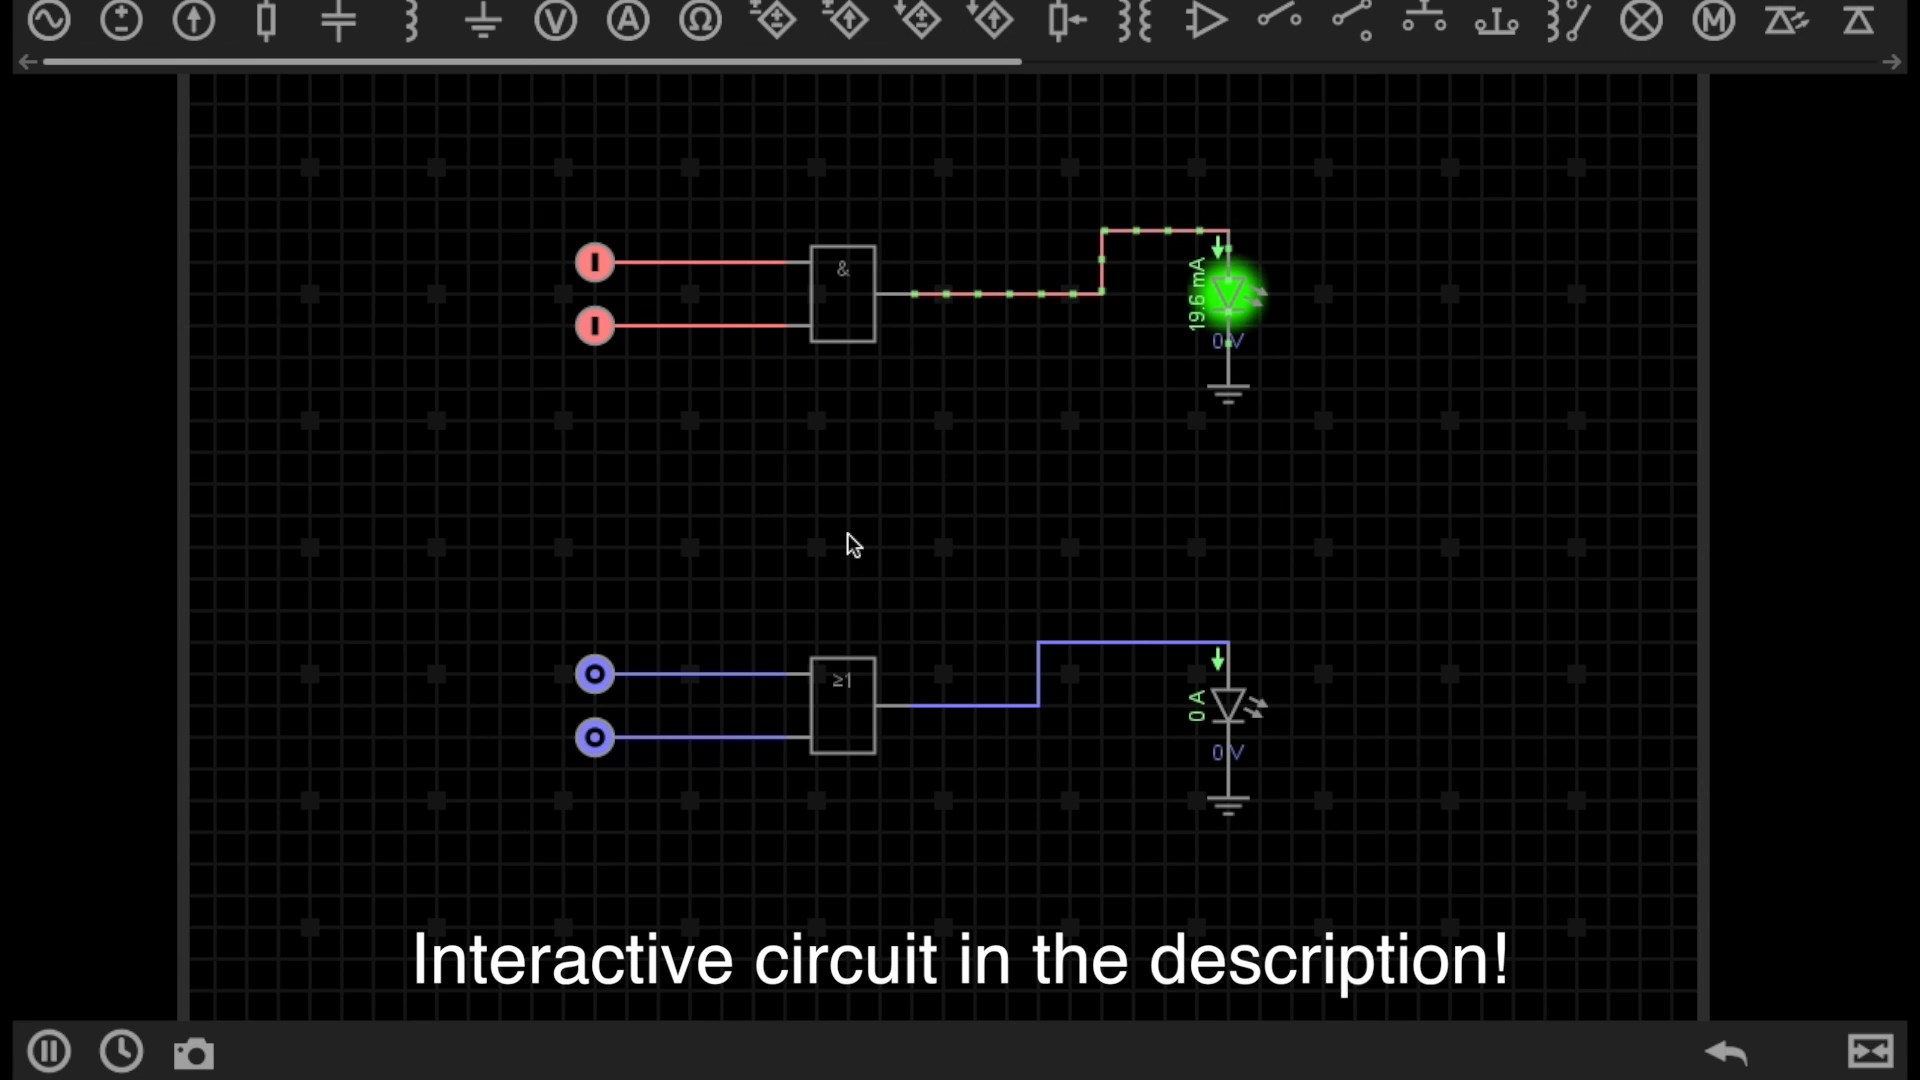 V A Ω M
&
19.6 mA
0 V
≥1
0 A
0 V
Interactive circuit in the description!